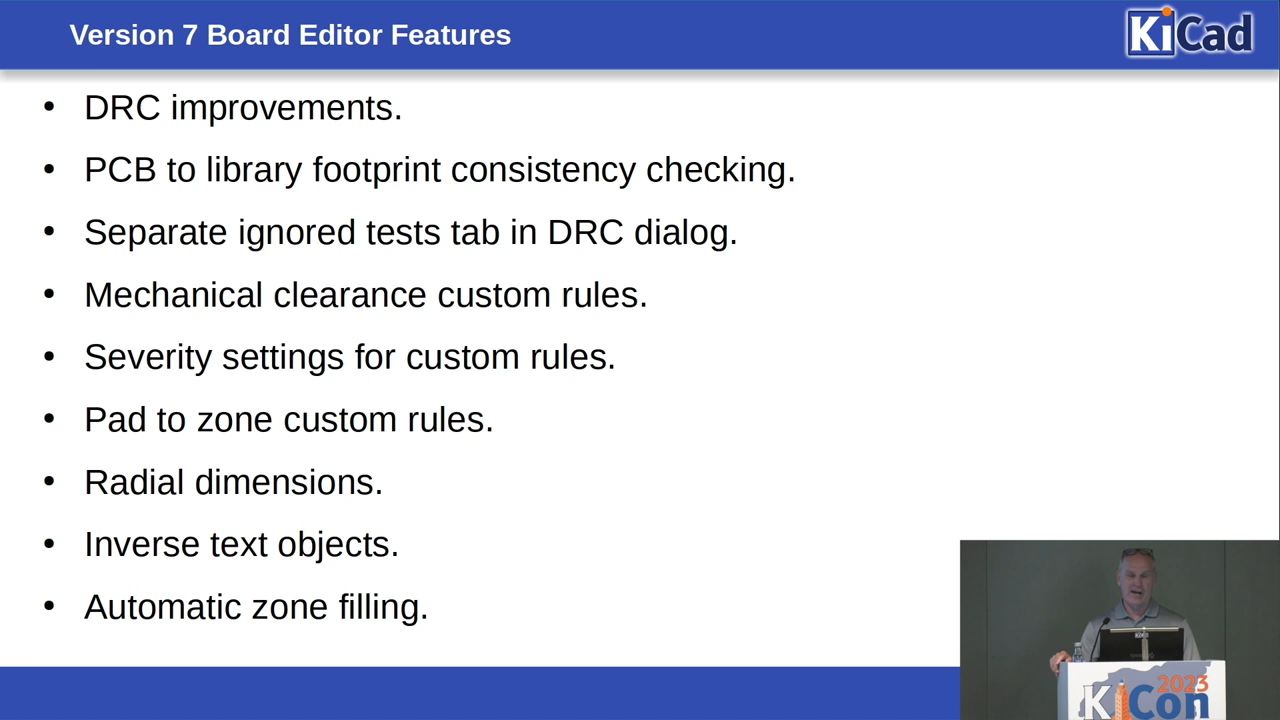 Version 7 Board Editor Features
KiCad
• DRC improvements.
• PCB to library footprint consistency checking.
• Separate ignored tests tab in DRC dialog.
• Mechanical clearance custom rules.
• Severity settings for custom rules.
• Pad to zone custom rules.
• Radial dimensions.
• Inverse text objects.
• Automatic zone filling.
2023
KiCon